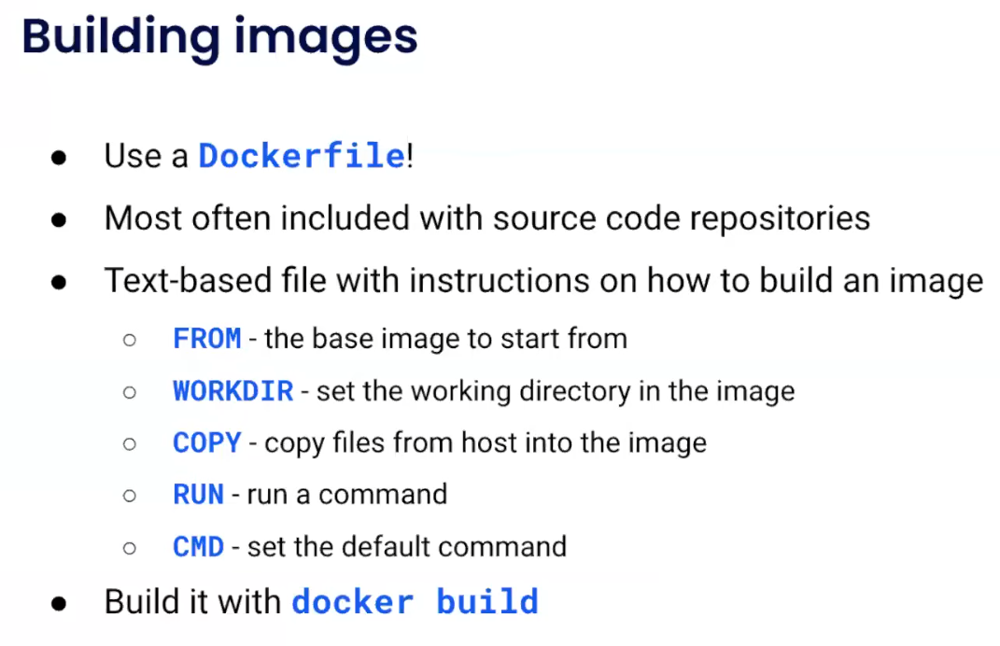 Building images
● Use a Dockerfile!
● Most often included with source code repositories
● Text-based file with instructions on how to build an image
○ FROM - the base image to start from
○ WORKDIR - set the working directory in the image
○ COPY - copy files from host into the image
○ RUN - run a command
○ CMD - set the default command
● Build it with docker build